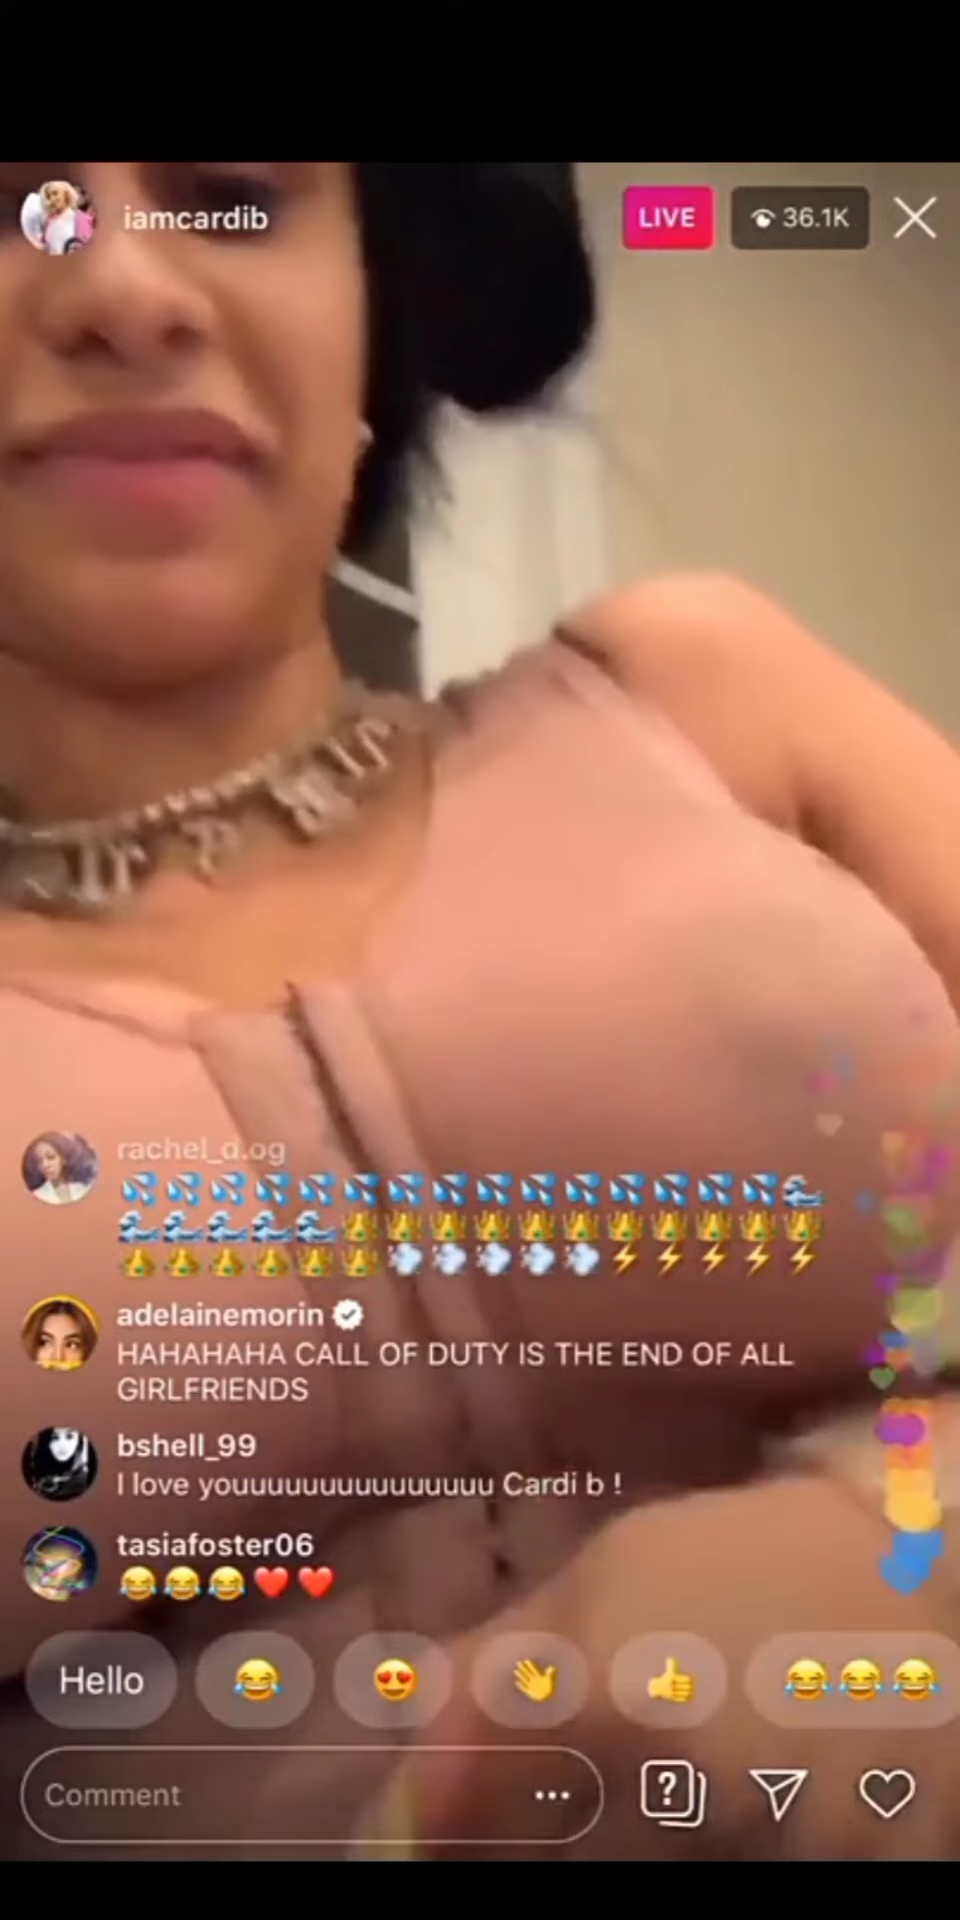 iamcardib
LIVE
36.1K
rachel_d.og
💦💦💦💦💦💦💦💦💦💦💦💦💦💦💦🌊
🌊🌊🌊🌊🌊👑👑👑👑👑👑👑👑👑👑👑
👑👑👑👑👑👑💨💨💨💨💨⚡⚡⚡⚡⚡
adelainemorin
HAHAHAHA CALL OF DUTY IS THE END OF ALL
GIRLFRIENDS
bshell_99
I love youuuuuuuuuuuuuuu Cardi b !
tasiafoster06
😂😂😂❤️❤️
Hello 😂 😍 👋 👍 😂😂😂
Comment
?